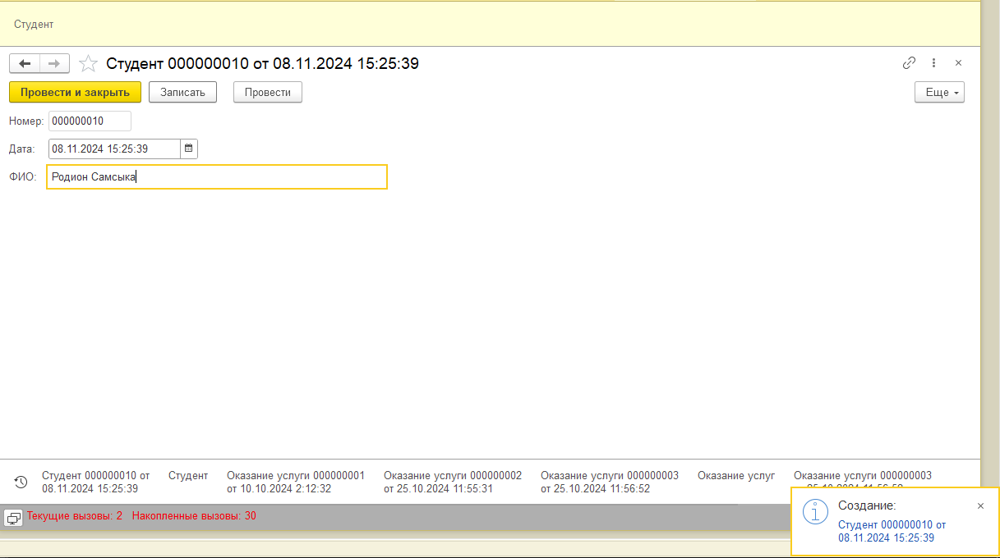 Студент
Студент 000000010 от 08.11.2024 15:25:39
Провести и закрыть Записать Провести Еще
Номер: 000000010
Дата: 08.11.2024 15:25:39
ФИО: Родион Самсыка
Студент 000000010 от
08.11.2024 15:25:39
Студент
Оказание услуги 000000001
от 10.10.2024 2:12:32
Оказание услуги 000000002
от 25.10.2024 11:55:31
Оказание услуги 000000003
от 25.10.2024 11:56:52
Оказание услуг
Оказание услуги 000000003
Текущие вызовы: 2 Накопленные вызовы: 30
Создание:
Студент 000000010 от
08.11.2024 15:25:39